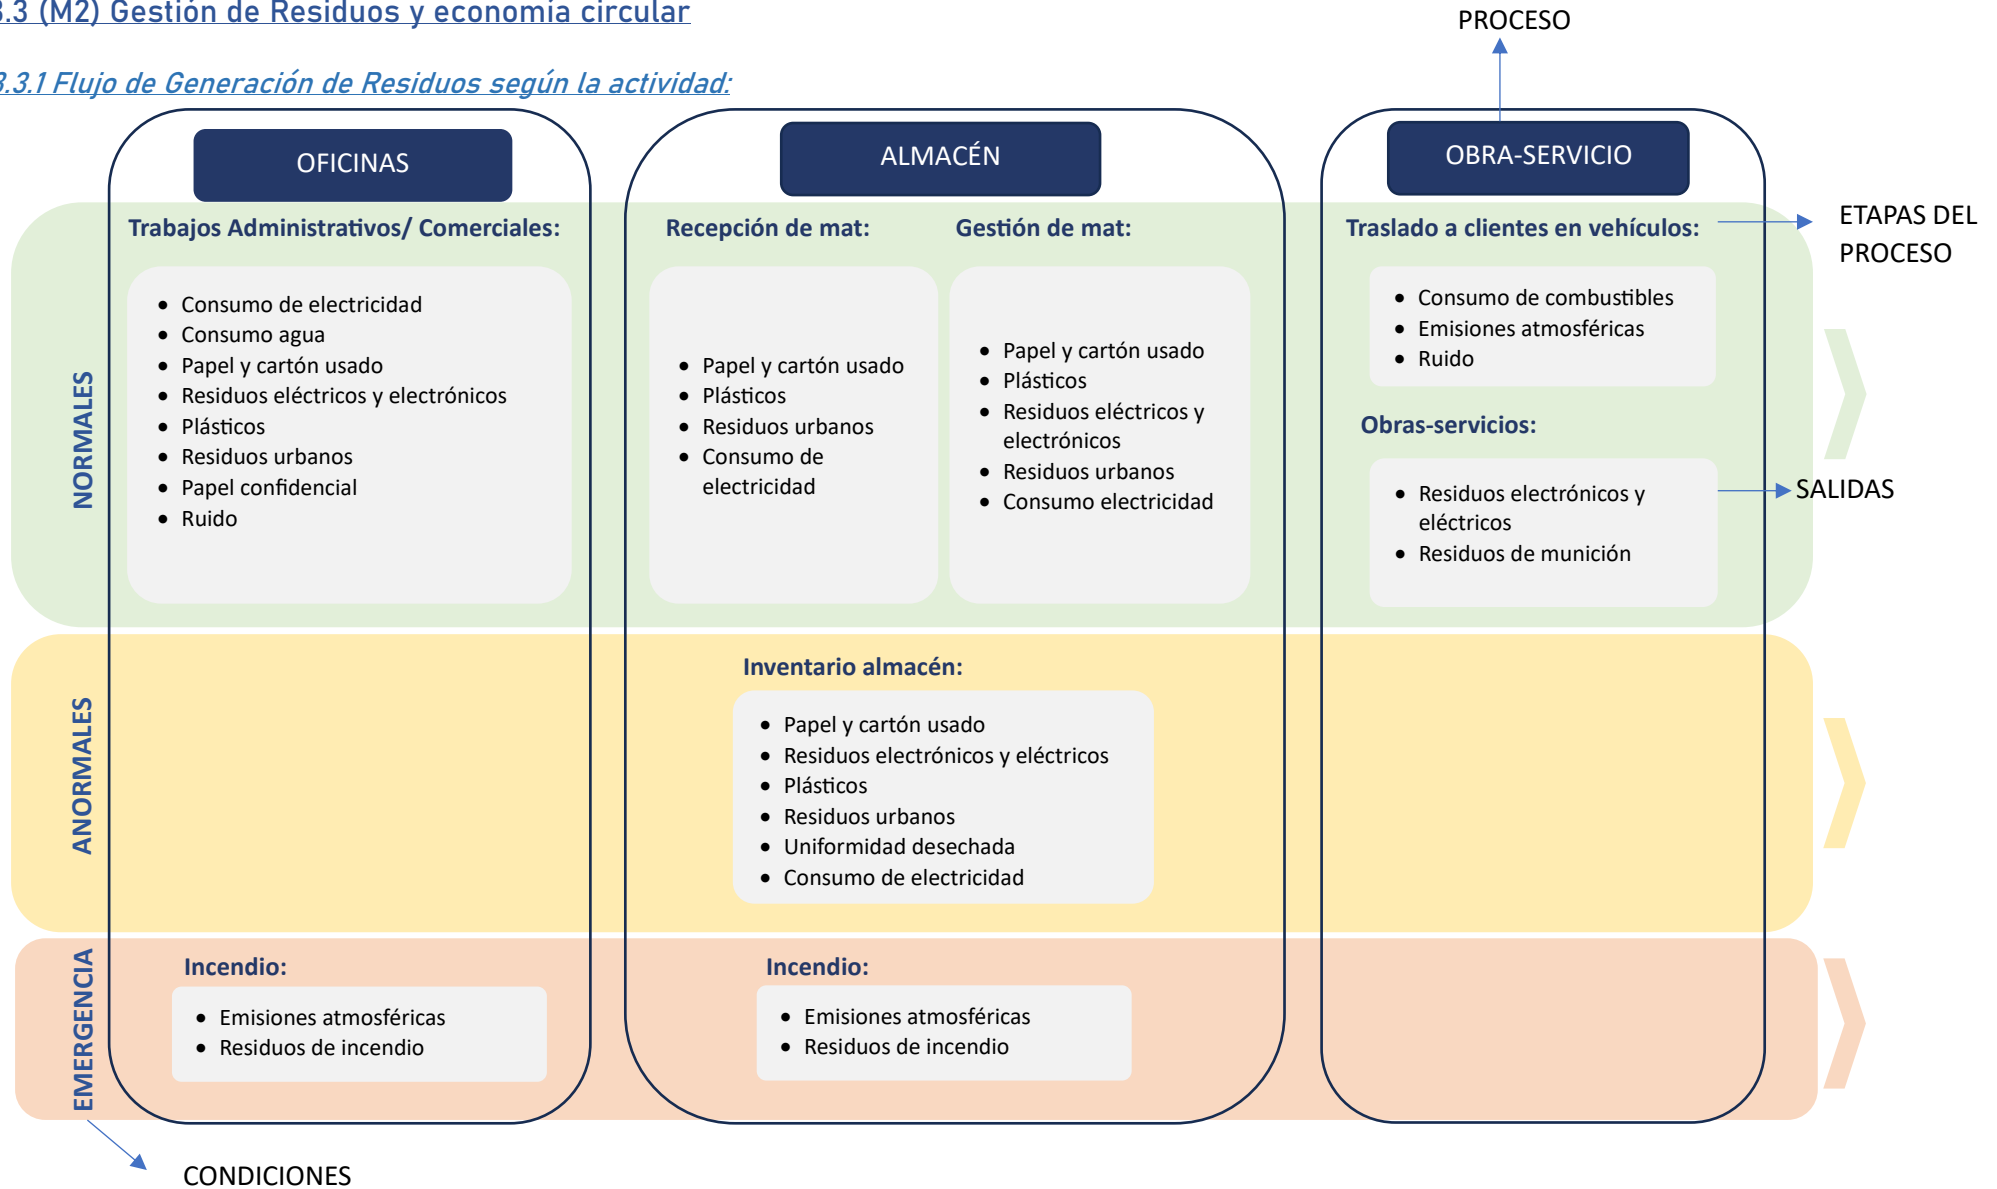 3.3 (M2) Gestión de Residuos y economía circular
PROCESO
3.3.1 Flujo de Generación de Residuos según la actividad:
OFICINAS
ALMACÉN
OBRA-SERVICIO
NORMALES
Trabajos Administrativos/ Comerciales:
• Consumo de electricidad
• Consumo agua
• Papel y cartón usado
• Residuos eléctricos y electrónicos
• Plásticos
• Residuos urbanos
• Papel confidencial
• Ruido
Recepción de mat:
• Papel y cartón usado
• Plásticos
• Residuos urbanos
• Consumo de
electricidad
Gestión de mat:
• Papel y cartón usado
• Plásticos
• Residuos eléctricos y
electrónicos
• Residuos urbanos
• Consumo electricidad
Traslado a clientes en vehículos:
• Consumo de combustibles
• Emisiones atmosféricas
• Ruido
Obras-servicios:
• Residuos electrónicos y
eléctricos
• Residuos de munición
ETAPAS DEL
PROCESO
SALIDAS
ANORMALES
Inventario almacén:
• Papel y cartón usado
• Residuos electrónicos y eléctricos
• Plásticos
• Residuos urbanos
• Uniformidad desechada
• Consumo de electricidad
EMERGENCIA
Incendio:
• Emisiones atmosféricas
• Residuos de incendio
Incendio:
• Emisiones atmosféricas
• Residuos de incendio
CONDICIONES